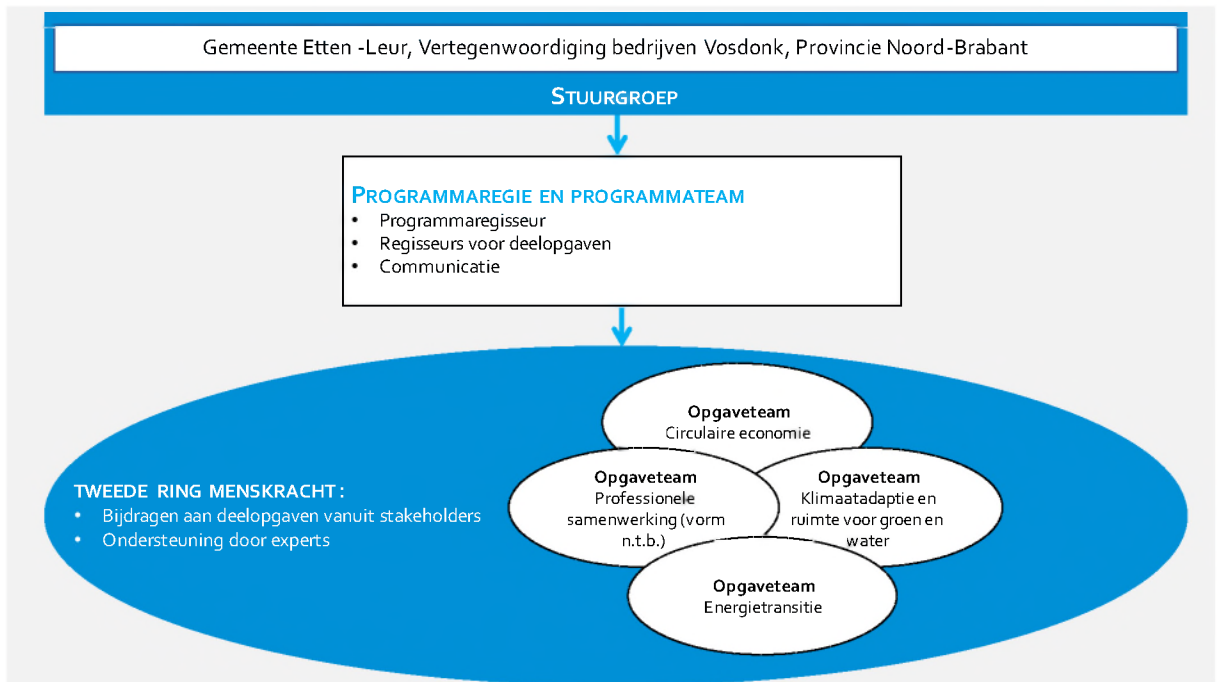 Gemeente Etten -Leur, Vertegenwoordiging bedrijven Vosdonk, Provincie Noord-Brabant
STUURGROEP
PROGRAMMAREGIE EN PROGRAMMATEAM
• Programmaregisseur
• Regisseurs voor deelopgaven
• Communicatie
TWEEDE RING MENSKRACHT:
• Bijdragen aan deelopgaven vanuit stakeholders
• Ondersteuning door experts
Opgaveteam
Circulaire economie
Opgaveteam
Professionele
samenwerking (vorm
n.t.b.)
Opgaveteam
Klimaatadaptie en
ruimte voor groen en
water
Opgaveteam
Energietransitie